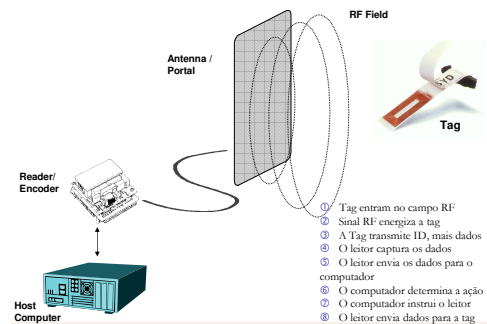 RF Field
Antenna /
Portal
Tag
Reader/
Encoder
① Tag entram no campo RF
② Sinal RF energiza a tag
③ A Tag transmite ID, mais dados
④ O leitor captura os dados
⑤ O leitor envia os dados para o
computador
⑥ O computador determina a ação
⑦ O computador instrui o leitor
⑧ O leitor envia dados para a tag
Host
Computer